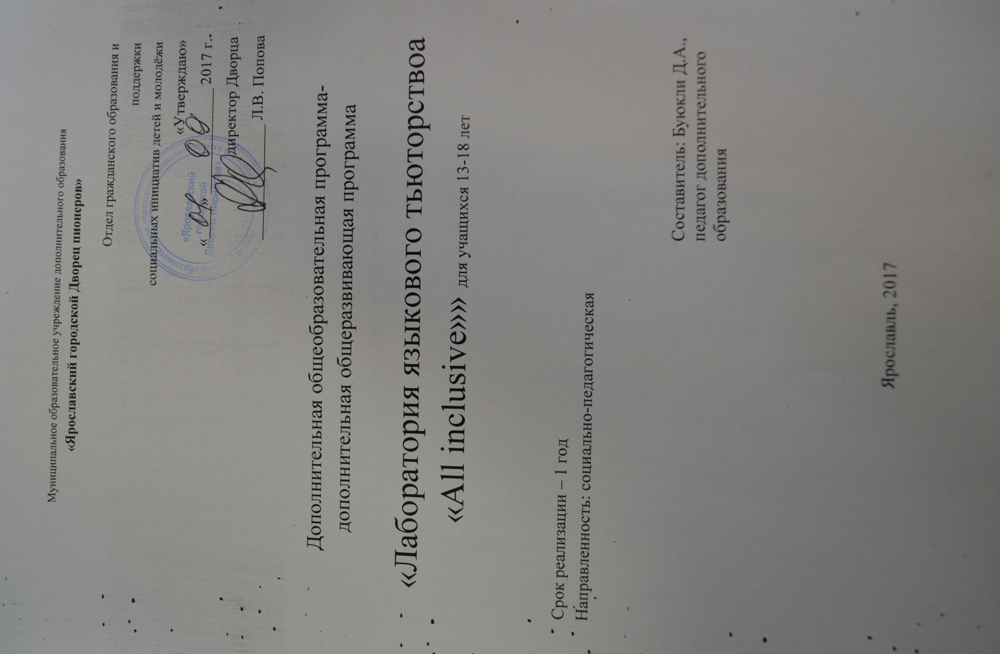 Муниципальное образовательное учреждение дополнительного образования
«Ярославский городской Дворец пионеров»
Отдел гражданского образования и
поддержки
социальных инициатив детей и молодёжи
«Утверждаю»
« » 09 2017 г.
директор Дворца
Л.В. Попова
«Ярославский
городской
Дворец пионеров»
Дополнительная общеобразовательная программа-
дополнительная общеразвивающая программа
«Лаборатория языкового тьюторствоа
«All inclusive»»» для учащихся 13-18 лет
Срок реализации – 1 год
Направленность: социально-педагогическая
Составитель: Буюкли Д.А.,
педагог дополнительного
образования
Ярославль, 2017